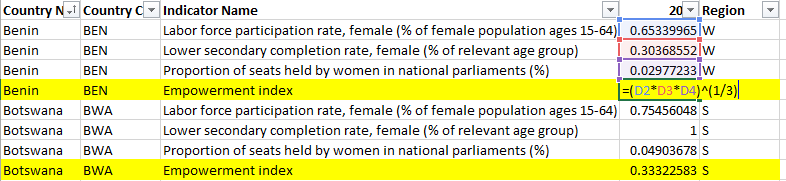 Country N Country C Indicator Name 20 Region
Benin BEN Labor force participation rate, female (% of female population ages 15-64) 0.65339965 W
Benin BEN Lower secondary completion rate, female (% of relevant age group) 0.30368552 W
Benin BEN Proportion of seats held by women in national parliaments (%) 0.02977233 W
Benin BEN Empowerment index =(D2*D3*D4)^(1/3)
Botswana BWA Labor force participation rate, female (% of female population ages 15-64) 0.75456048 S
Botswana BWA Lower secondary completion rate, female (% of relevant age group) 1 S
Botswana BWA Proportion of seats held by women in national parliaments (%) 0.04903678 S
Botswana BWA Empowerment index 0.33322583 S